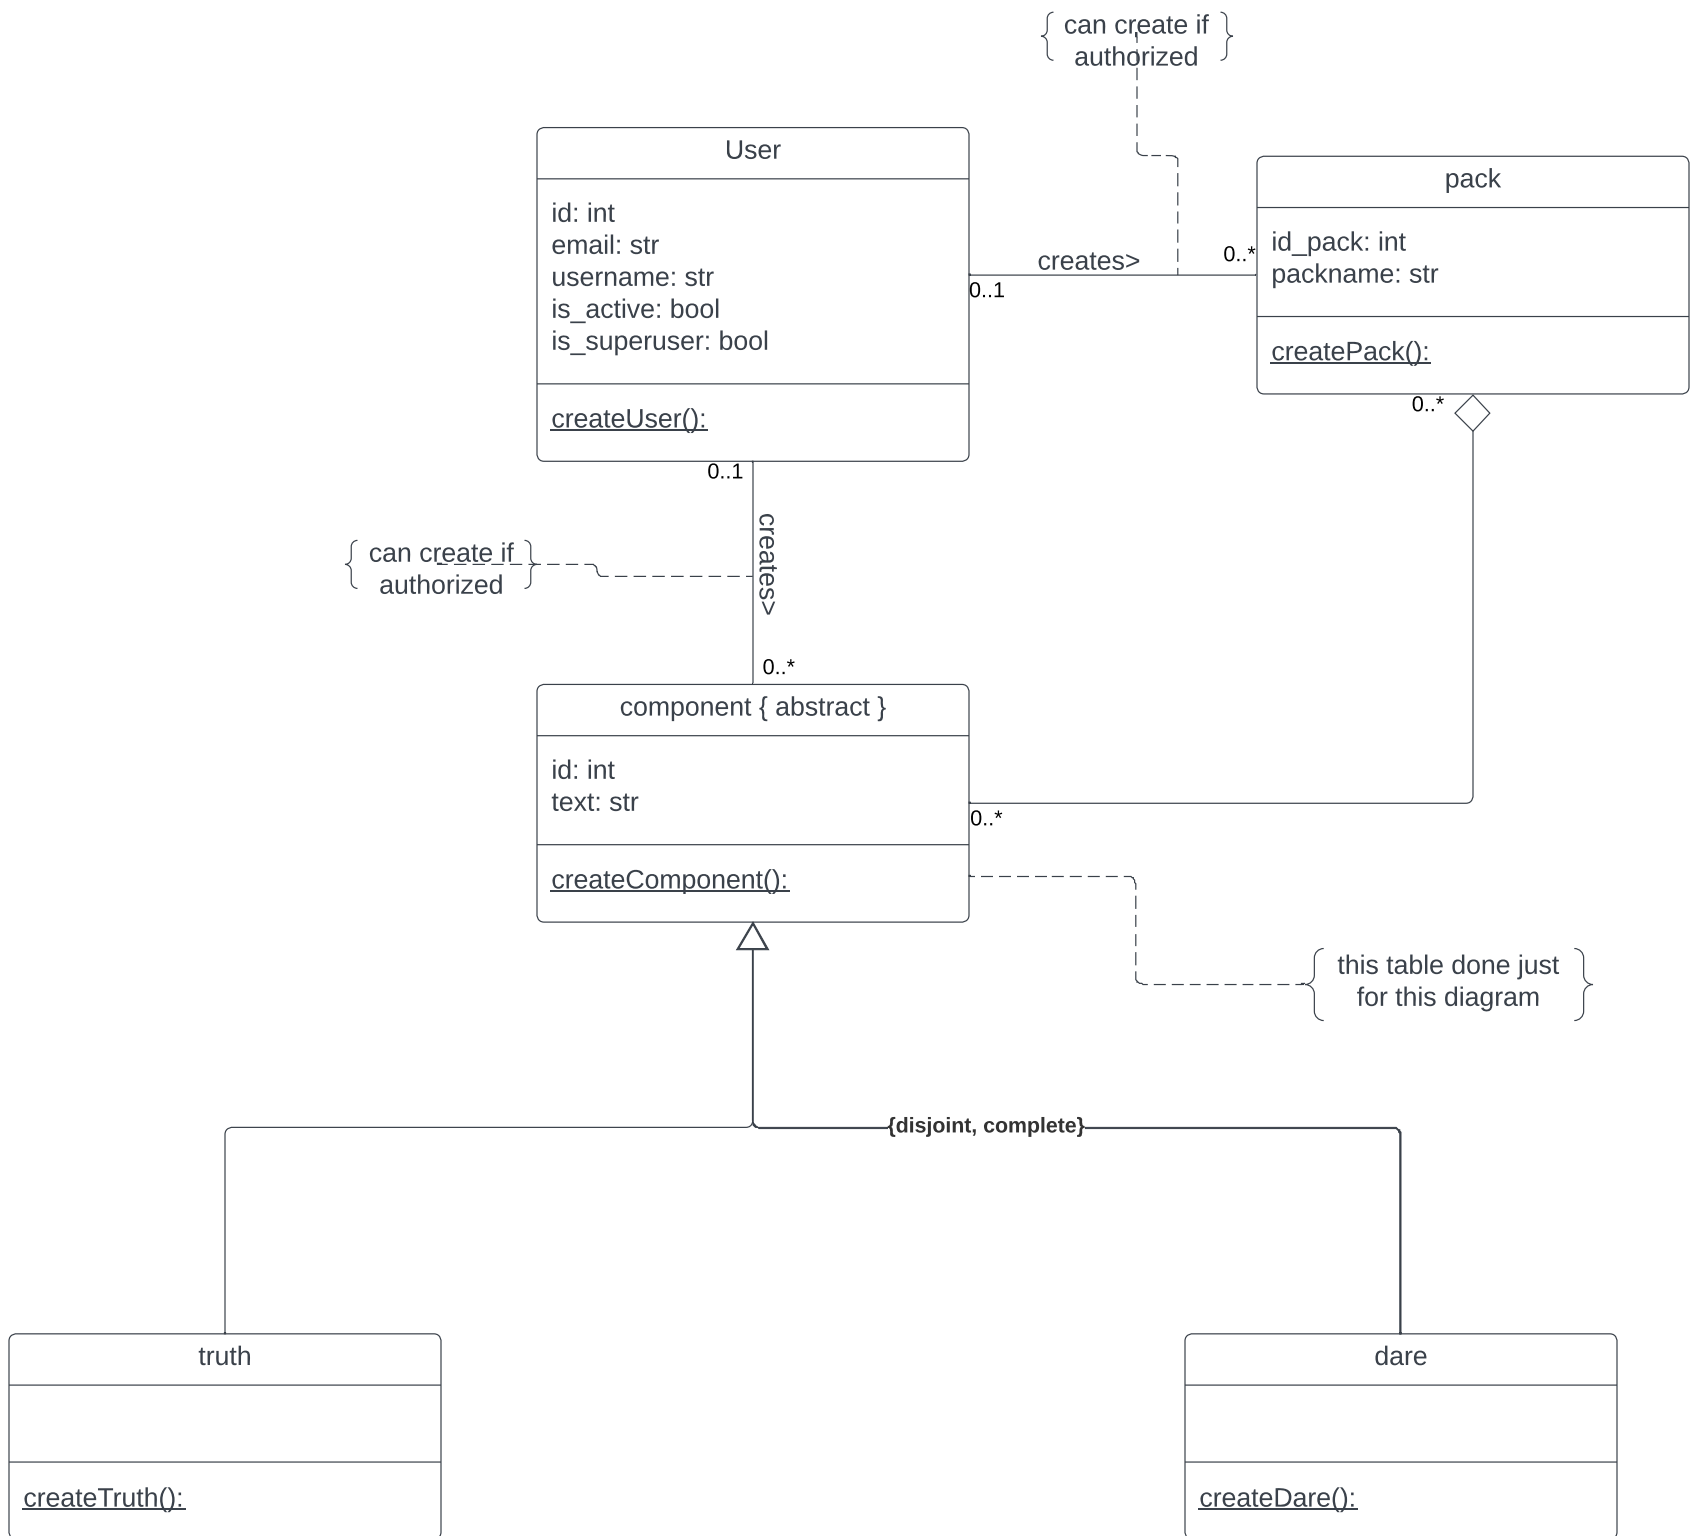 can create if
authorized
User
id: int
email: str
username: str
is_active: bool
is_superuser: bool
createUser():
pack
id_pack: int
packname: str
createPack():
creates>
0..*
0..1
0..*
0..1
creates>
can create if
authorized
0..*
component { abstract }
id: int
text: str
createComponent():
0..*
this table done just
for this diagram
{disjoint, complete}
truth
createTruth():
dare
createDare():